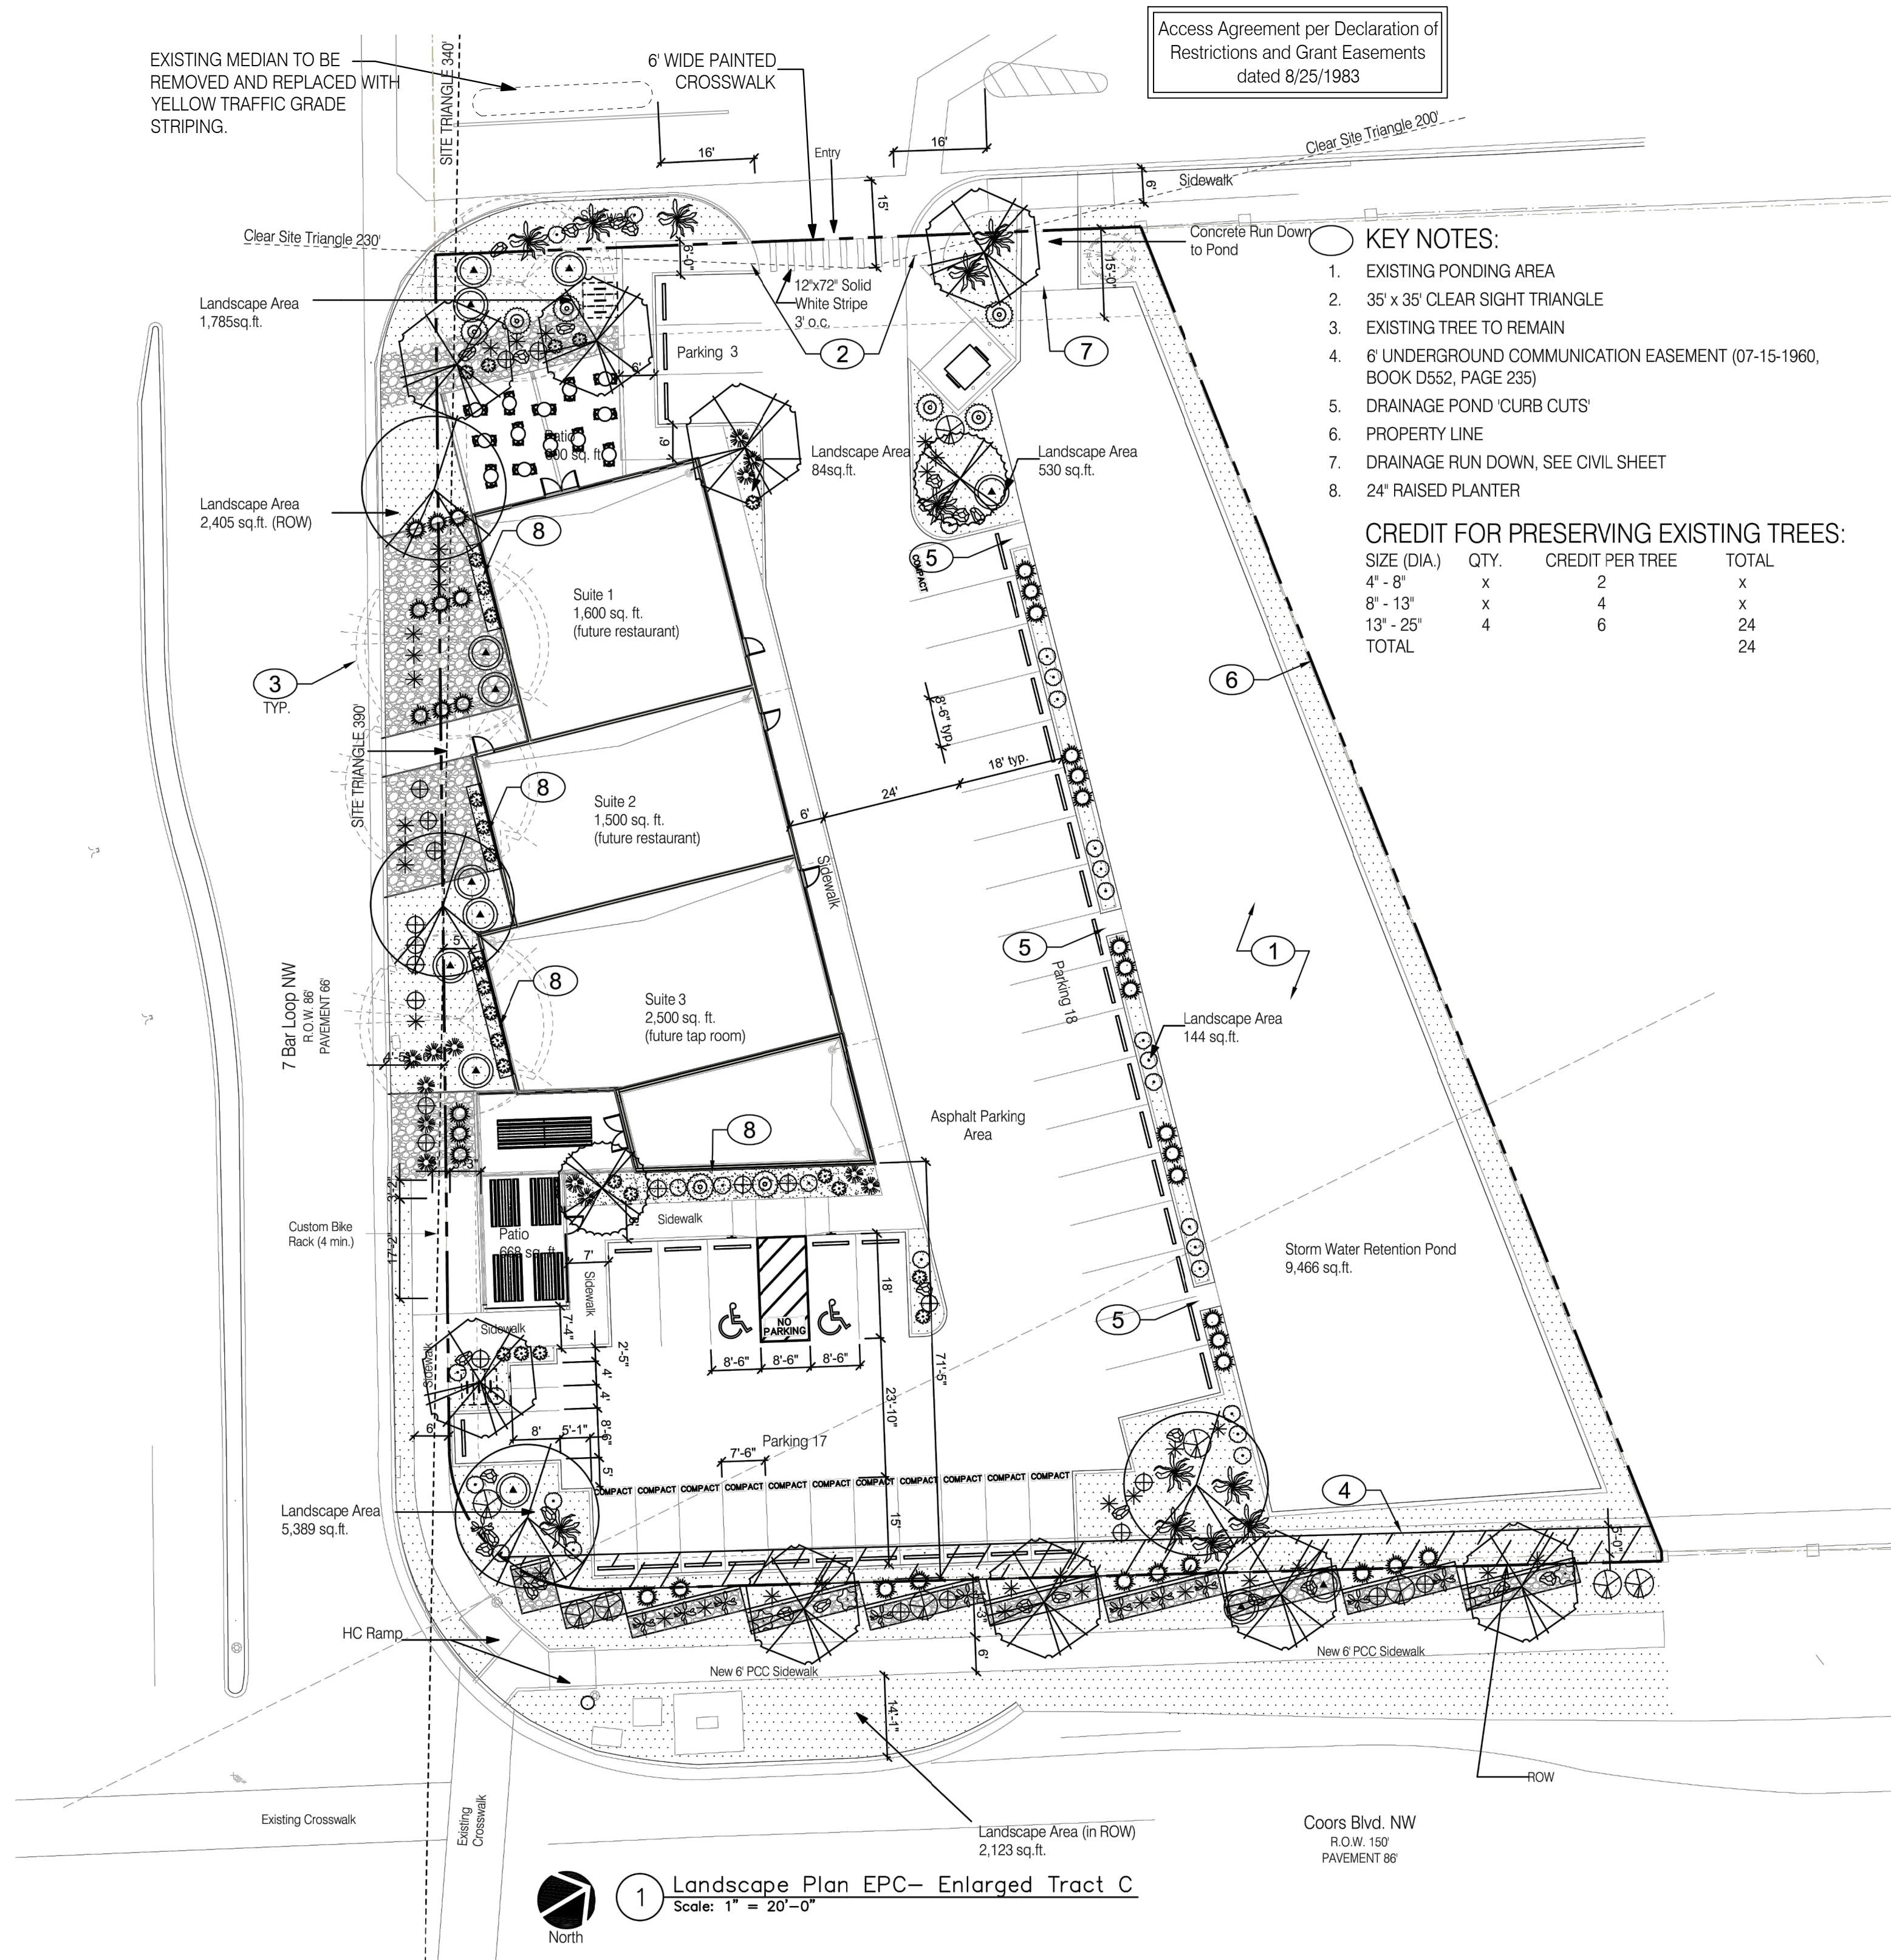 Access Agreement per Declaration of
Restrictions and Grant Easements
dated 8/25/1983
EXISTING MEDIAN TO BE
REMOVED AND REPLACED WITH
YELLOW TRAFFIC GRADE
STRIPING.
SITE TRIANGLE 340'
6' WIDE PAINTED
CROSSWALK
16'
Entry
16'
15'
Clear Site Triangle 200'
6'
Sidewalk
Sidewalk
Clear Site Triangle 230'
6'-0"
Concrete Run Down
to Pond
15'-0"
12"x72" Solid
White Stripe
3' o.c.
Landscape Area
1,785sq.ft.
Parking 3
2
7
6'
6'
KEY NOTES:
1. EXISTING PONDING AREA
2. 35' x 35' CLEAR SIGHT TRIANGLE
3. EXISTING TREE TO REMAIN
4. 6' UNDERGROUND COMMUNICATION EASEMENT (07-15-1960,
BOOK D552, PAGE 235)
5. DRAINAGE POND 'CURB CUTS'
6. PROPERTY LINE
7. DRAINAGE RUN DOWN, SEE CIVIL SHEET
8. 24" RAISED PLANTER
CREDIT FOR PRESERVING EXISTING TREES:
SIZE (DIA.) QTY. CREDIT PER TREE TOTAL
4" - 8" x 2 x
8" - 13" x 4 x
13" - 25" 4 6 24
TOTAL 24
Patio
600 sq. ft.
Landscape Area
84sq.ft.
Landscape Area
530 sq.ft.
Landscape Area
2,405 sq.ft. (ROW)
8
5
COMPACT
Suite 1
1,600 sq. ft.
(future restaurant)
3
TYP.
6
8'-6" typ.
SITE TRIANGLE 390'
18' typ.
24'
6'
8
Suite 2
1,500 sq. ft.
(future restaurant)
Sidewalk
5'
5
1
Parking 18
8
Suite 3
2,500 sq. ft.
(future tap room)
Landscape Area
144 sq.ft.
7 Bar Loop NW
R.O.W. 86'
PAVEMENT 66'
Asphalt Parking
Area
8
Custom Bike
Rack (4 min.)
17'-2"
Patio
668 sq. ft.
Sidewalk
7'
Sidewalk
Storm Water Retention Pond
9,466 sq.ft.
18'
NO
PARKING
5
7'-4"
Sidewalk
Sidewalk
2'-5"
8'-6"
8'-6"
8'-6"
71'-5"
4'
4'
23'-10"
6'
8'
5'-1"
8'-6"
5'
Parking 17
7'-6"
COMPACT COMPACT COMPACT COMPACT COMPACT COMPACT COMPACT COMPACT COMPACT COMPACT COMPACT
4
Landscape Area
5,389 sq.ft.
15'
5'-0"
HC Ramp
6'
New 6' PCC Sidewalk
New 6' PCC Sidewalk
14'-1"
ROW
Existing Crosswalk
Existing
Crosswalk
Landscape Area (in ROW)
2,123 sq.ft.
Coors Blvd. NW
R.O.W. 150'
PAVEMENT 86'
North
1
Landscape Plan EPC– Enlarged Tract C
Scale: 1" = 20'–0"